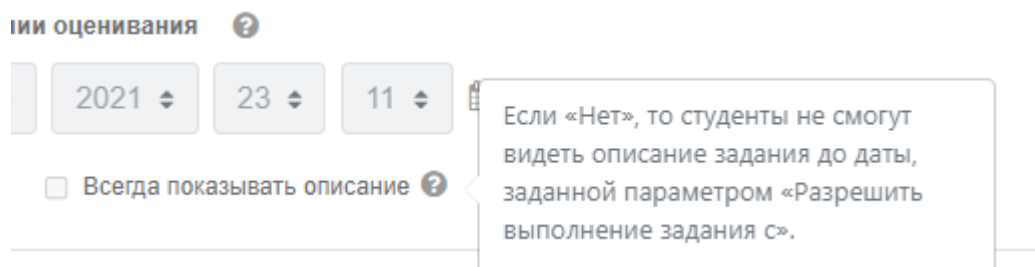 оценивания
2021 23 11
Если «Нет», то студенты не смогут
видеть описание задания до даты,
Всегда показывать описание
заданной параметром «Разрешить
выполнение задания с».